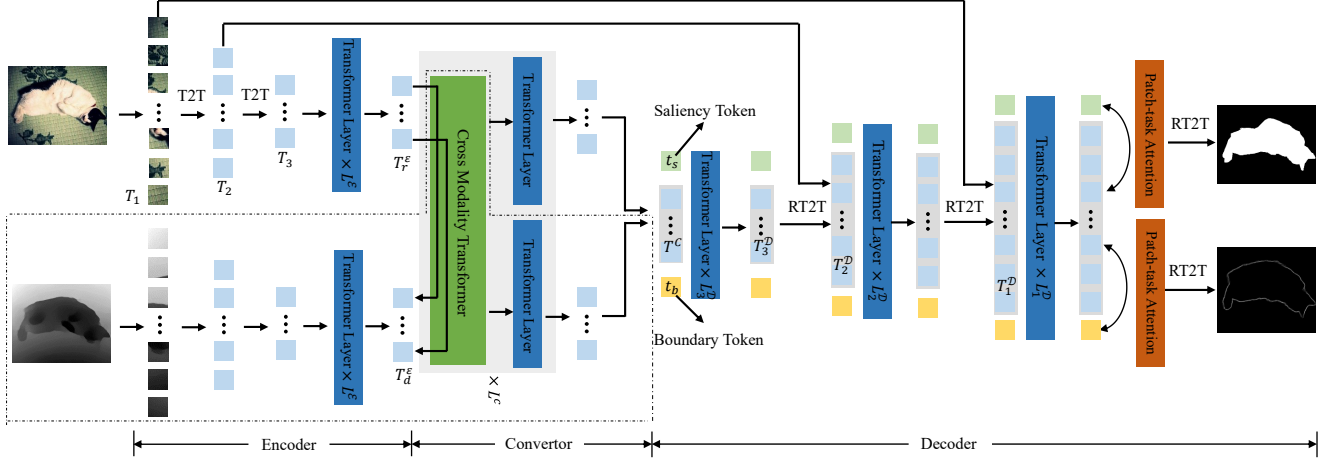 T2T
T2T
T_1
T_2
T_3
Transformer Layer × L^ℰ
T_r^ℰ
Cross Modality Transformer
Transformer Layer
Transformer Layer × L^ℰ
T_d^ℰ
Transformer Layer
× L^C
Saliency Token
t_s
T^C
t_b
Boundary Token
Transformer Layer × L_3^𝒟
T_3^𝒟
RT2T
T_2^𝒟
Transformer Layer × L_2^𝒟
RT2T
T_1^𝒟
Transformer Layer × L_1^𝒟
Patch-task Attention
RT2T
Patch-task Attention
RT2T
Encoder
Convertor
Decoder